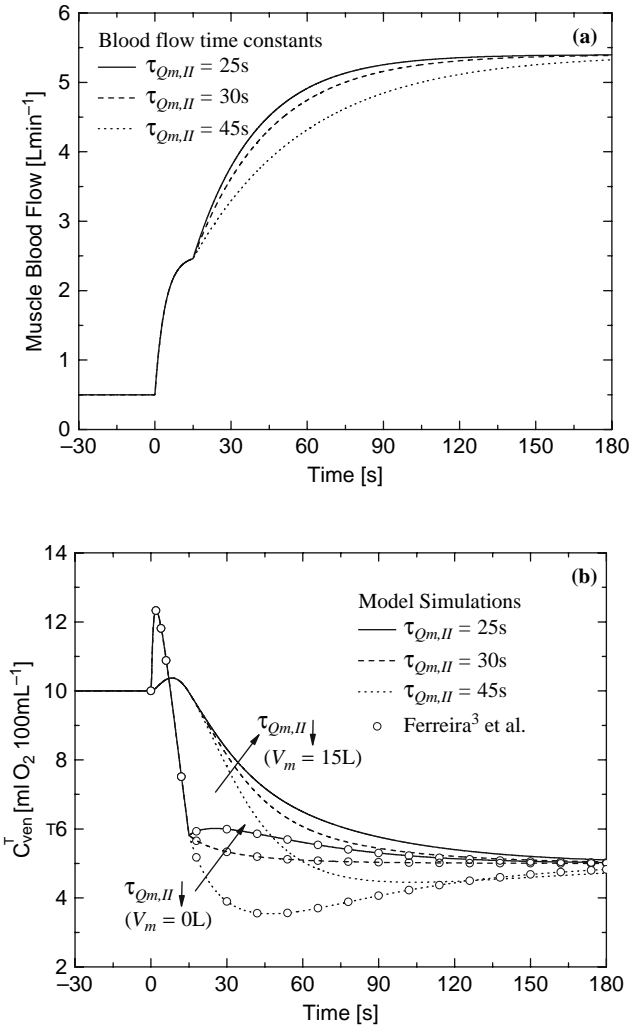 (a)
Blood flow time constants
τQm,II = 25s
τQm,II = 30s
τQm,II = 45s
Muscle Blood Flow [Lmin−1]
6
5
4
3
2
1
0
−30 0 30 60 90 120 150 180
Time [s]
(b)
Model Simulations
τQm,II = 25s
τQm,II = 30s
τQm,II = 45s
Ferreira3 et al.
τQm,II
(Vm = 15L)
τQm,II
(Vm = 0L)
CTven [ml O2 100mL−1]
14
12
10
8
T6
4
2
−30 0 30 60 90 120 150 180
Time [s]